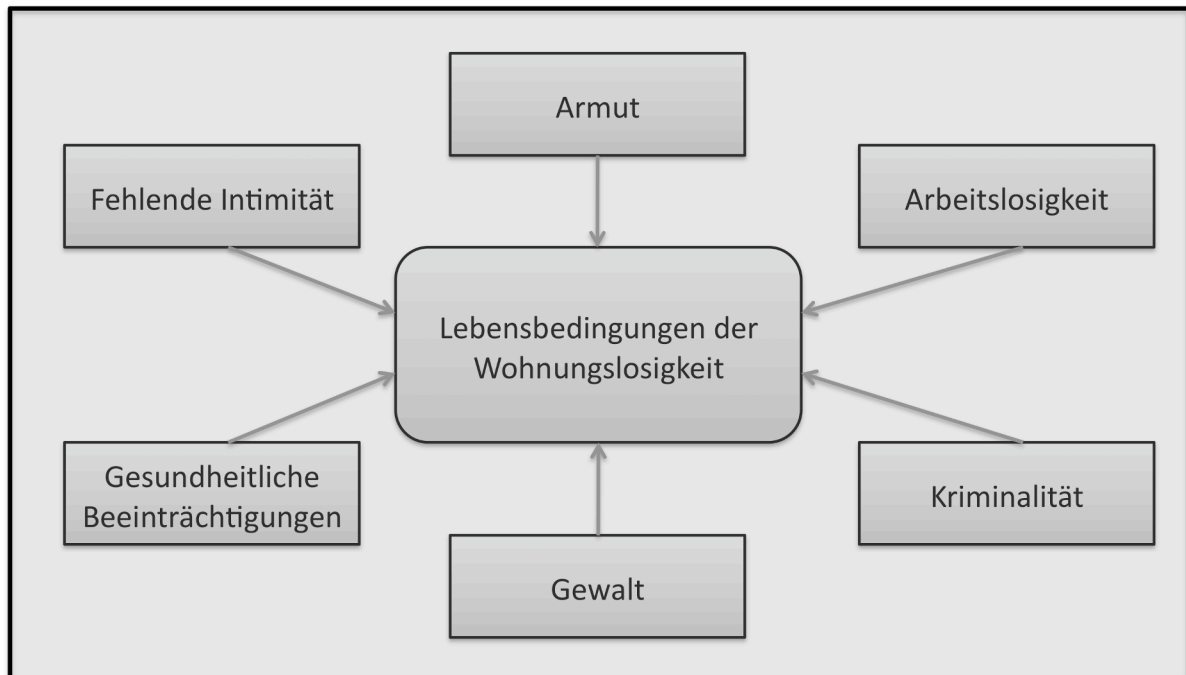 Armut
Fehlende Intimität
Arbeitslosigkeit
Lebensbedingungen der
Wohnungslosigkeit
Gesundheitliche
Beeinträchtigungen
Kriminalität
Gewalt